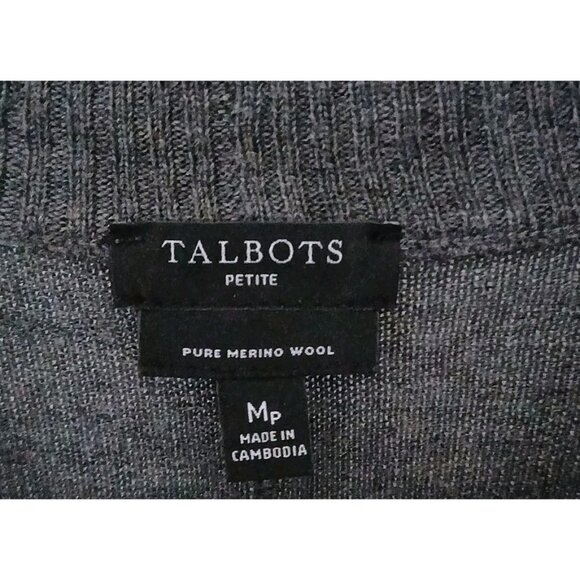 TALBOTS
PETITE
PURE MERINO WOOL
MP
MADE IN
CAMBODIA